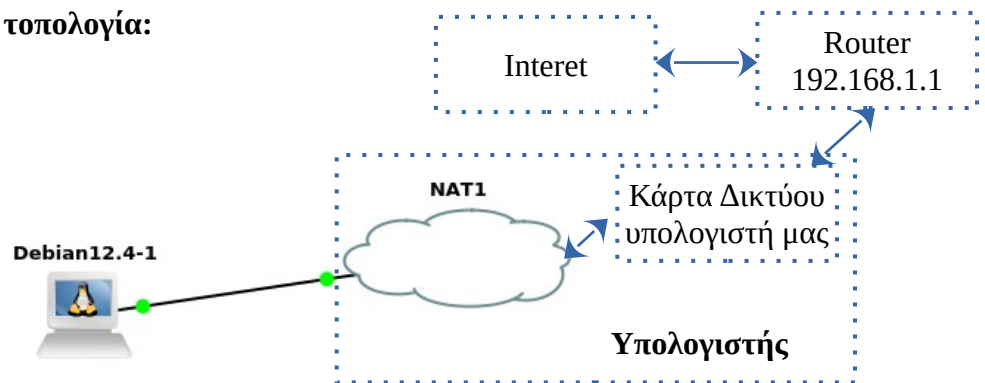 τοπολογία:
Interet
Router
192.168.1.1
NAT1
Κάρτα Δικτύου
υπολογιστή μας
Debian12.4-1
Υπολογιστής